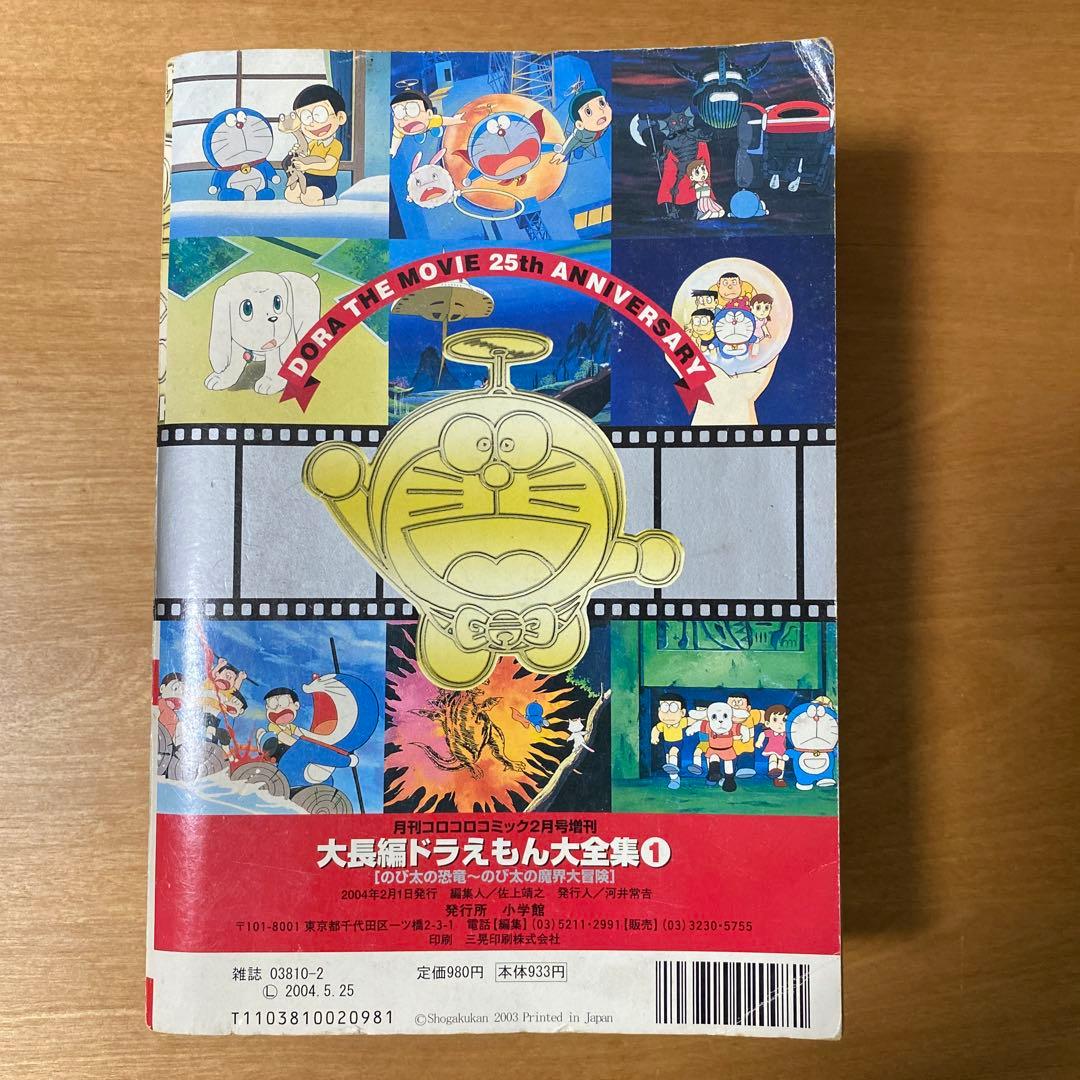 DORA THE MOVIE 25th ANNIVERSARY
月刊コロコロコミック2月号増刊
大長編ドラえもん大全集❶
[のび太の恐竜〜のび太の魔界大冒険]
2004年2月1日発行 編集人/佐上靖之 発行人/河井常吉
発行所 小学館
〒101-8001 東京都千代田区一ツ橋2-3-1 電話【編集】(03)5211・2991【販売】(03)3230・5755
印刷 三晃印刷株式会社
雑誌 03810-2
Ⓛ 2004.5.25
定価980円 本体933円
T1103810020981
©Shogakukan 2003 Printed in Japan